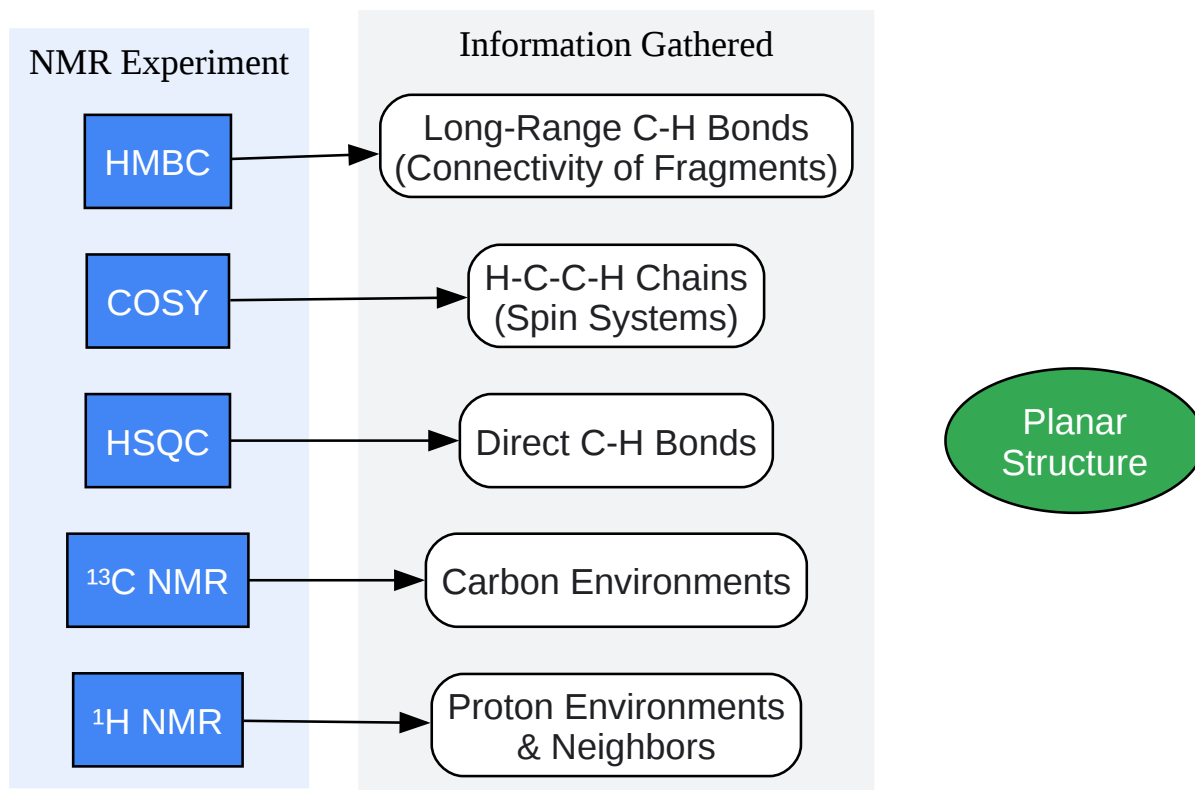 NMR Experiment
Information Gathered
HMBC
Long-Range C-H Bonds
(Connectivity of Fragments)
COSY
H-C-C-H Chains
(Spin Systems)
HSQC
Direct C-H Bonds
Planar
Structure
¹³C NMR
Carbon Environments
¹H NMR
Proton Environments
& Neighbors